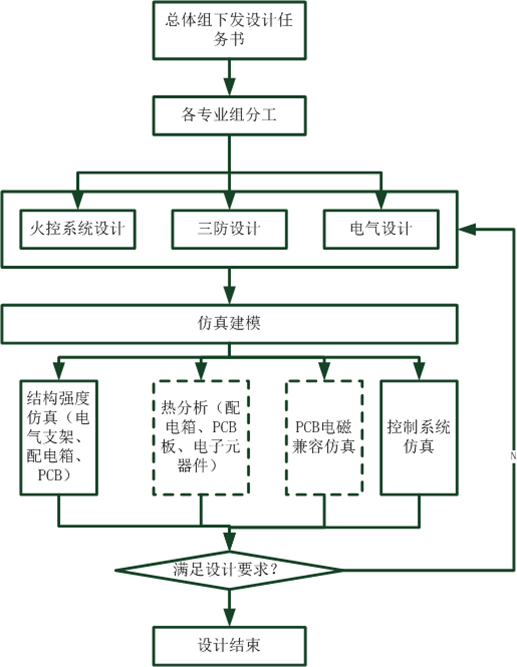 总体组下发设计任
务书
各专业组分工
火控系统设计
三防设计
电气设计
仿真建模
结构强度
仿真（电
气支架、
配电箱、
PCB）
热分析（配
电箱、PCB
板、电子元
器件）
PCB电磁
兼容仿真
控制系统
仿真
N
满足设计要求？
设计结束